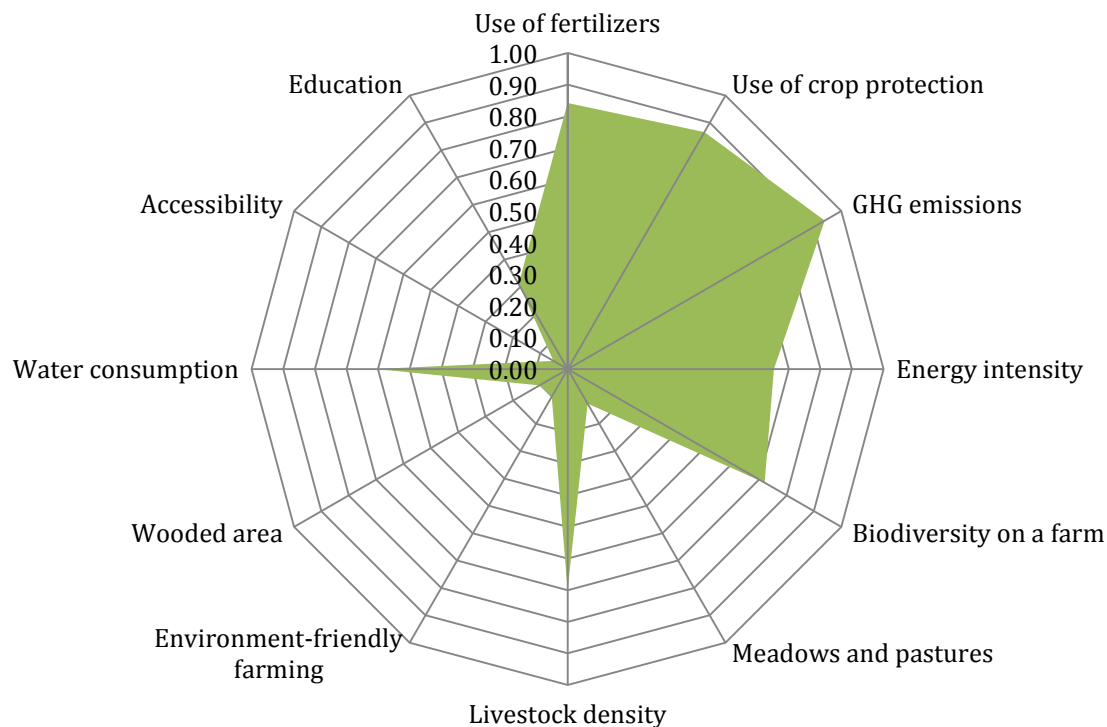 Use of fertilizers
1.00
0.90
0.80
0.70
0.60
0.50
0.40
0.30
0.20
0.10
0.00
Use of crop protection
GHG emissions
Energy intensity
Biodiversity on a farm
Meadows and pastures
Livestock density
Environment-friendly
farming
Wooded area
Water consumption
Accessibility
Education